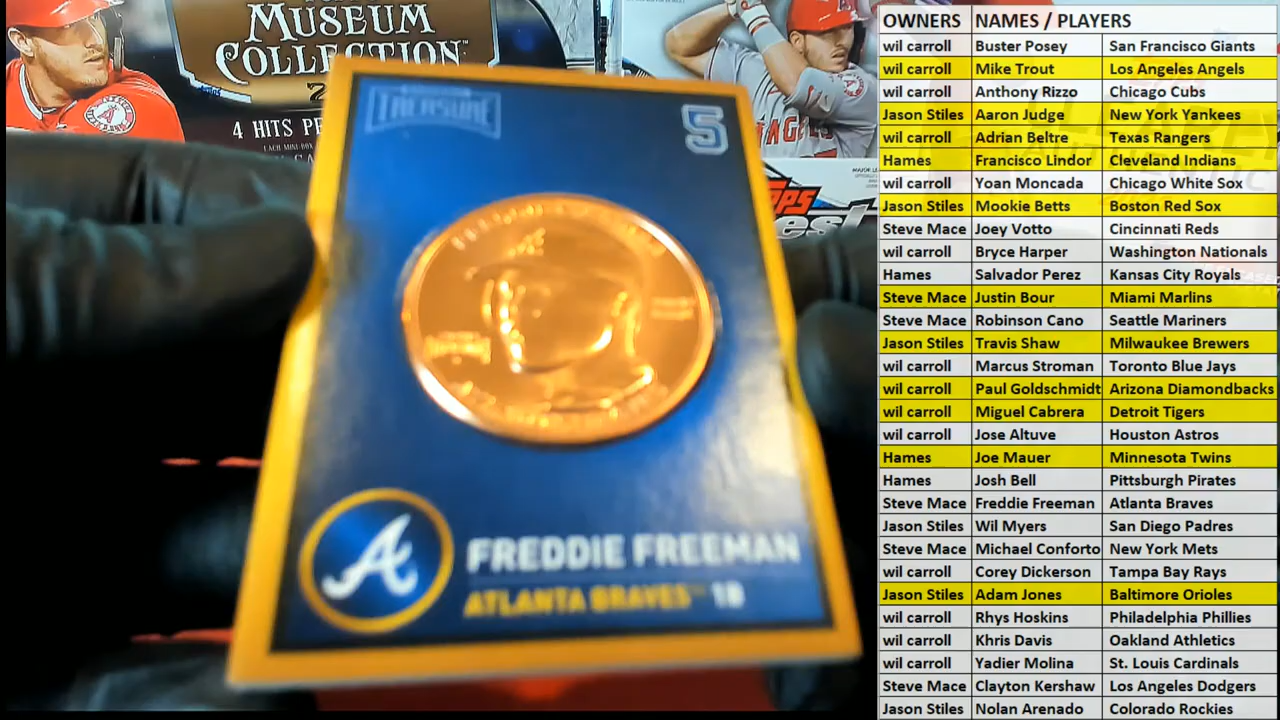 MUSEUM
COLLECTION
4 HITS PE
TREASURE
5
FREDDIE FREEMAN
ATLANTA BRAVES 1B
OWNERS NAMES / PLAYERS
wil carroll Buster Posey San Francisco Giants
wil carroll Mike Trout Los Angeles Angels
wil carroll Anthony Rizzo Chicago Cubs
Jason Stiles Aaron Judge New York Yankees
wil carroll Adrian Beltre Texas Rangers
Hames Francisco Lindor Cleveland Indians
wil carroll Yoan Moncada Chicago White Sox
Jason Stiles Mookie Betts Boston Red Sox
Steve Mace Joey Votto Cincinnati Reds
wil carroll Bryce Harper Washington Nationals
Hames Salvador Perez Kansas City Royals
Steve Mace Justin Bour Miami Marlins
Steve Mace Robinson Cano Seattle Mariners
Jason Stiles Travis Shaw Milwaukee Brewers
wil carroll Marcus Stroman Toronto Blue Jays
wil carroll Paul Goldschmidt Arizona Diamondbacks
wil carroll Miguel Cabrera Detroit Tigers
wil carroll Jose Altuve Houston Astros
Hames Joe Mauer Minnesota Twins
Hames Josh Bell Pittsburgh Pirates
Steve Mace Freddie Freeman Atlanta Braves
Jason Stiles Wil Myers San Diego Padres
Steve Mace Michael Conforto New York Mets
wil carroll Corey Dickerson Tampa Bay Rays
Jason Stiles Adam Jones Baltimore Orioles
wil carroll Rhys Hoskins Philadelphia Phillies
wil carroll Khris Davis Oakland Athletics
wil carroll Yadier Molina St. Louis Cardinals
Steve Mace Clayton Kershaw Los Angeles Dodgers
Jason Stiles Nolan Arenado Colorado Rockies